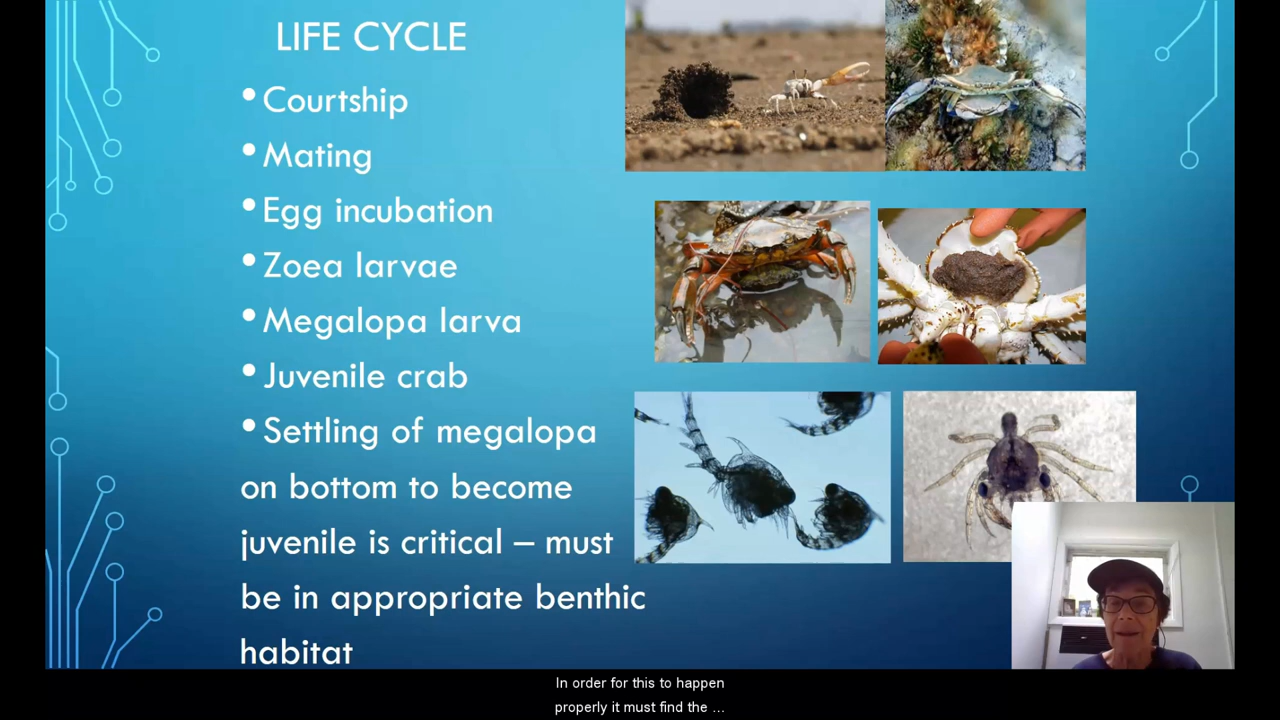 LIFE CYCLE
•Courtship
•Mating
•Egg incubation
•Zoea larvae
•Megalopa larva
•Juvenile crab
•Settling of megalopa
on bottom to become
juvenile is critical – must
be in appropriate benthic
habitat
In order for this to happen
properly it must find the ...